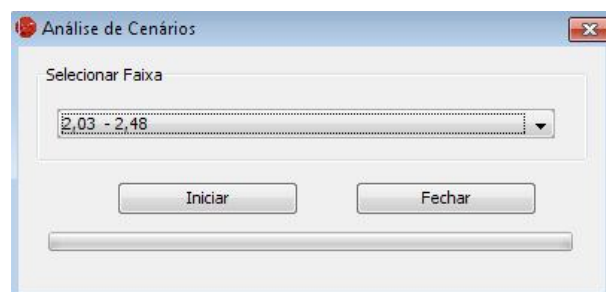 Análise de Cenários
Selecionar Faixa
2,03 - 2,48
Iniciar
Fechar